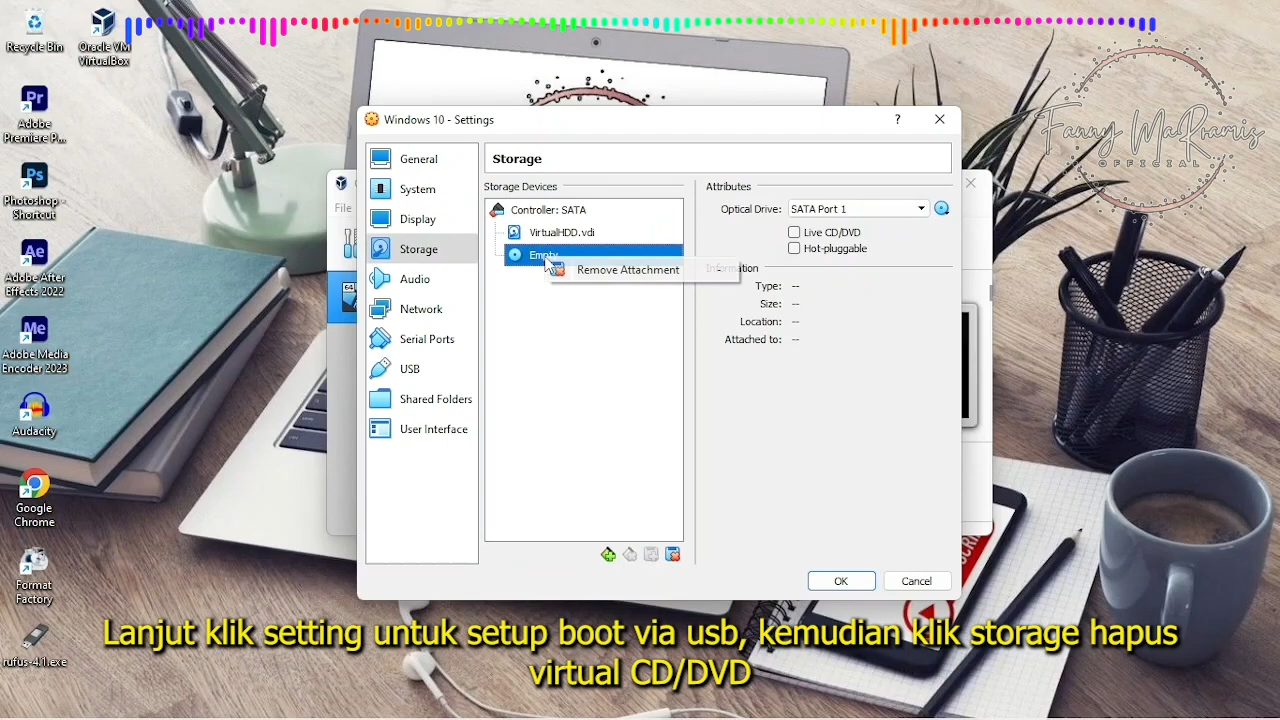 Recycle Bin
Oracle VM
VirtualBox
Adobe
Premiere P...
Photoshop -
Shortcut
Adobe After
Effects 2022
Adobe Media
Encoder 2023
Audacity
Google
Chrome
Format
Factory
rufus-4.1.exe
File
Windows 10 - Settings
General
System
Display
Storage
Audio
Network
Serial Ports
USB
Shared Folders
User Interface
Storage
Storage Devices
Controller: SATA
VirtualHDD.vdi
Empty
Remove Attachment
Attributes
Optical Drive: SATA Port 1
Live CD/DVD
Hot-pluggable
Information
Type: --
Size: --
Location: --
Attached to: --
OK
Cancel
OFFICIAL
Lanjut klik setting untuk setup boot via usb, kemudian klik storage hapus
virtual CD/DVD